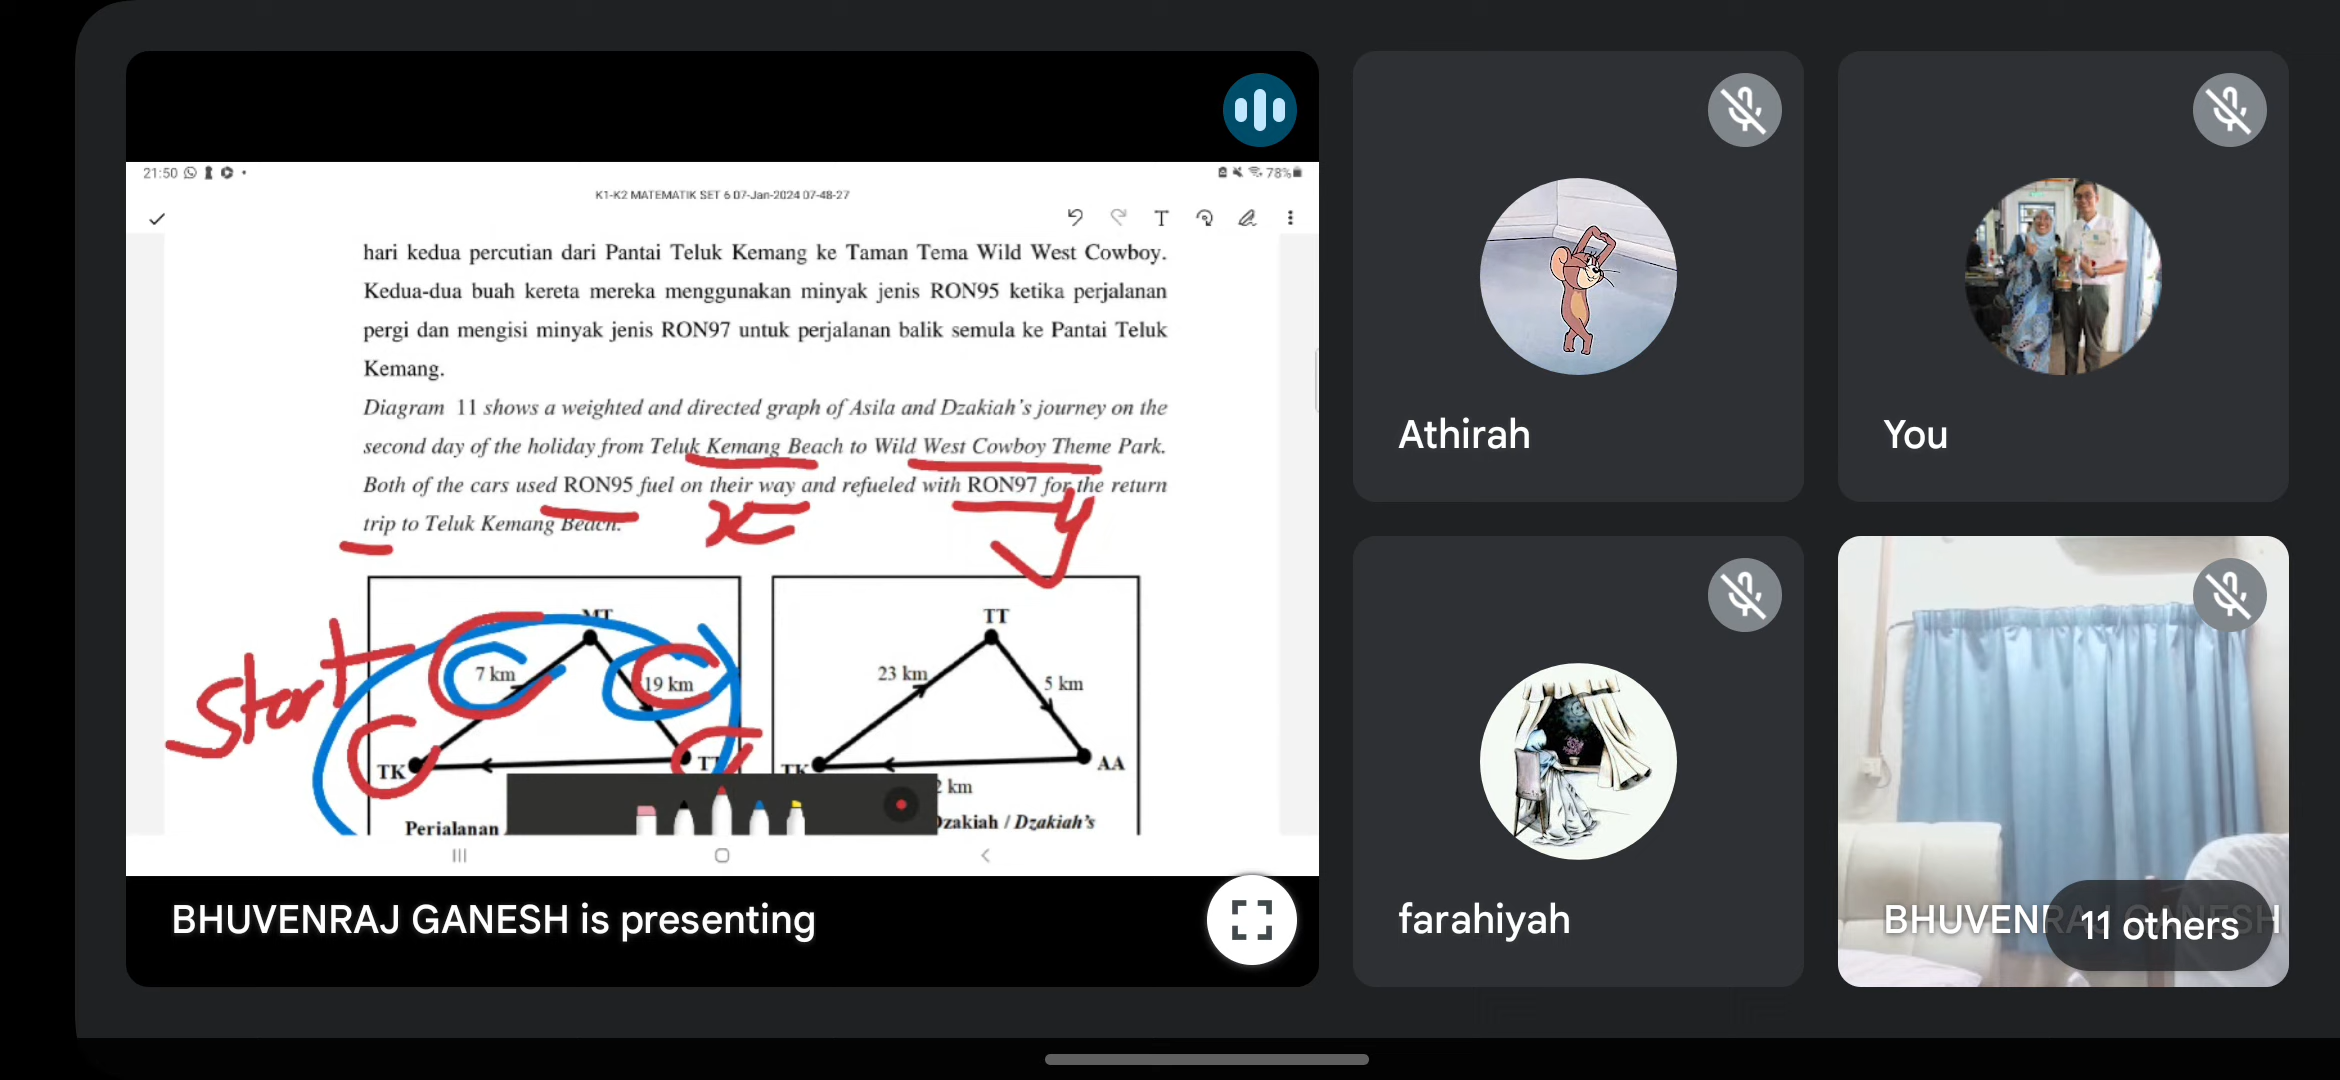 21:50
78%
K1-K2 MATEMATIK SET 6 07-Jan-2024 07-48-27
T
hari kedua percutian dari Pantai Teluk Kemang ke Taman Tema Wild West Cowboy.
Kedua-dua buah kereta mereka menggunakan minyak jenis RON95 ketika perjalanan
pergi dan mengisi minyak jenis RON97 untuk perjalanan balik semula ke Pantai Teluk
Kemang.
Diagram 11 shows a weighted and directed graph of Asila and Dzakiah's journey on the
second day of the holiday from Teluk Kemang Beach to Wild West Cowboy Theme Park.
Both of the cars used RON95 fuel on their way and refueled with RON97 for the return
trip to Teluk Kemang Beach.
x
y
Start
MT
7 km
19 km
TK
TT
23 km
5 km
TK
AA
2 km
Perjalanan
Dzakiah / Dzakiah's
BHUVENRAJ GANESH is presenting
Athirah
You
farahiyah
BHUVENRAJ GANESH
11 others